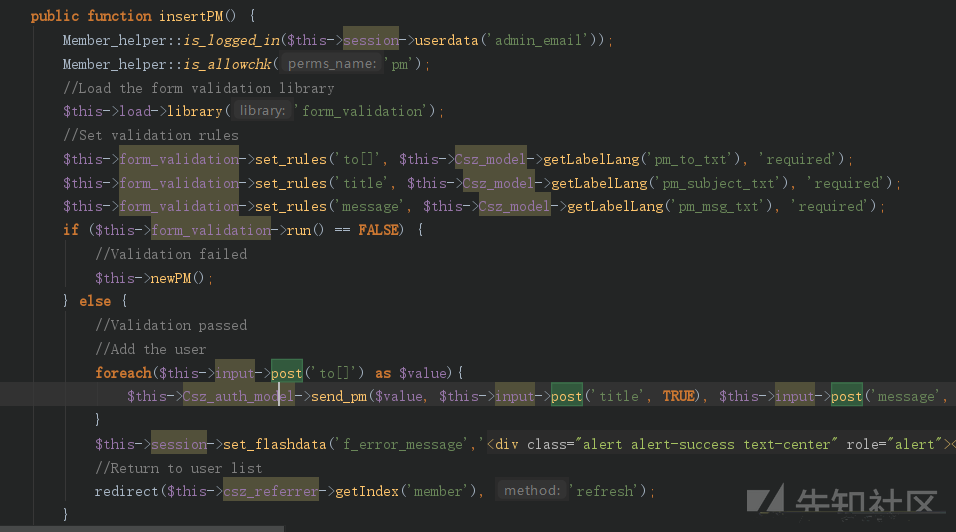 public function insertPM() {
Member_helper::is_logged_in($this->session->userdata('admin_email'));
Member_helper::is_allowchk( perms_name: 'pm');
//Load the form validation library
$this->load->library( library: 'form_validation');
//Set validation rules
$this->form_validation->set_rules('to[]', $this->Csz_model->getLabelLang('pm_to_txt'), 'required');
$this->form_validation->set_rules('title', $this->Csz_model->getLabelLang('pm_subject_txt'), 'required');
$this->form_validation->set_rules('message', $this->Csz_model->getLabelLang('pm_msg_txt'), 'required');
if ($this->form_validation->run() == FALSE) {
//Validation failed
$this->newPM();
} else {
//Validation passed
//Add the user
foreach($this->input->post('to[]') as $value){
$this->Csz_auth_model->send_pm($value, $this->input->post('title', TRUE), $this->input->post('message',
}
$this->session->set_flashdata('f_error_message','<div class="alert alert-success text-center" role="alert"><
//Return to user list
redirect($this->csz_referrer->getIndex('member'), method: 'refresh');
}
先知社区